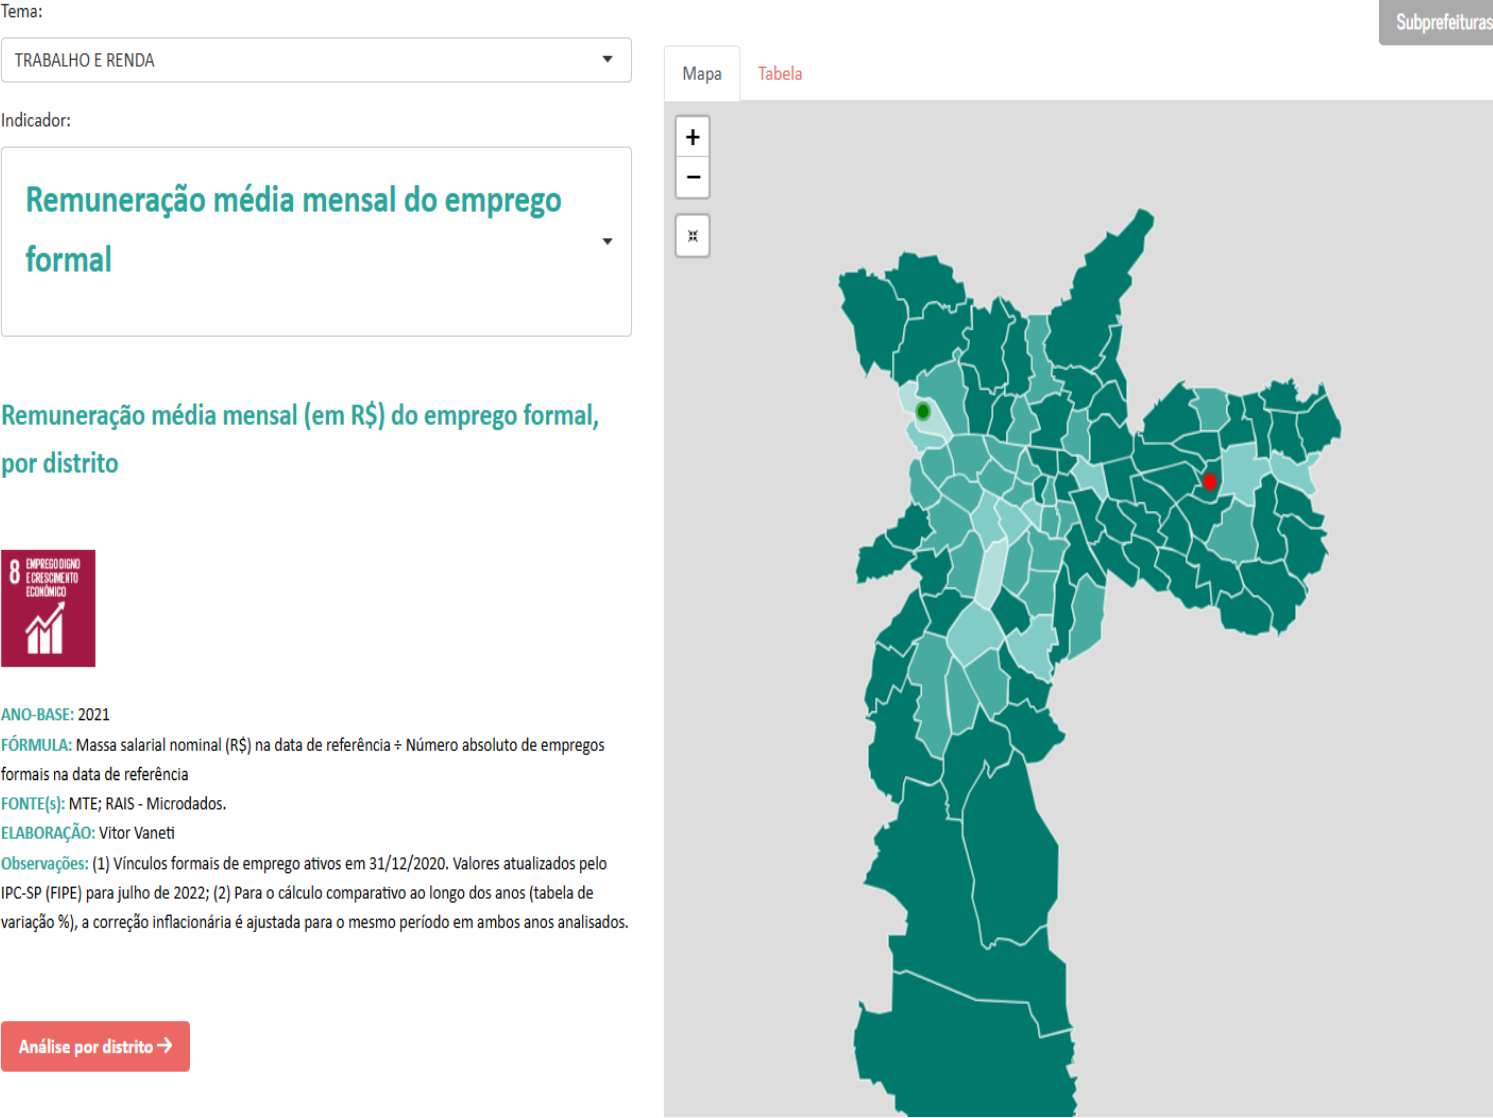 Tema:
TRABALHO E RENDA
Indicador:
Remuneração média mensal do emprego
formal
Remuneração média mensal (em R$) do emprego formal,
por distrito
8 EMPREGO DIGNO
E CRESCIMENTO
ECONÔMICO
ANO-BASE: 2021
FÓRMULA: Massa salarial nominal (R$) na data de referência ÷ Número absoluto de empregos
formais na data de referência
FONTE(s): MTE; RAIS - Microdados.
ELABORAÇÃO: Vitor Vaneti
Observações: (1) Vínculos formais de emprego ativos em 31/12/2020. Valores atualizados pelo
IPC-SP (FIPE) para julho de 2022; (2) Para o cálculo comparativo ao longo dos anos (tabela de
variação %), a correção inflacionária é ajustada para o mesmo período em ambos anos analisados.
Análise por distrito →
Subprefeituras
Mapa Tabela
+
−